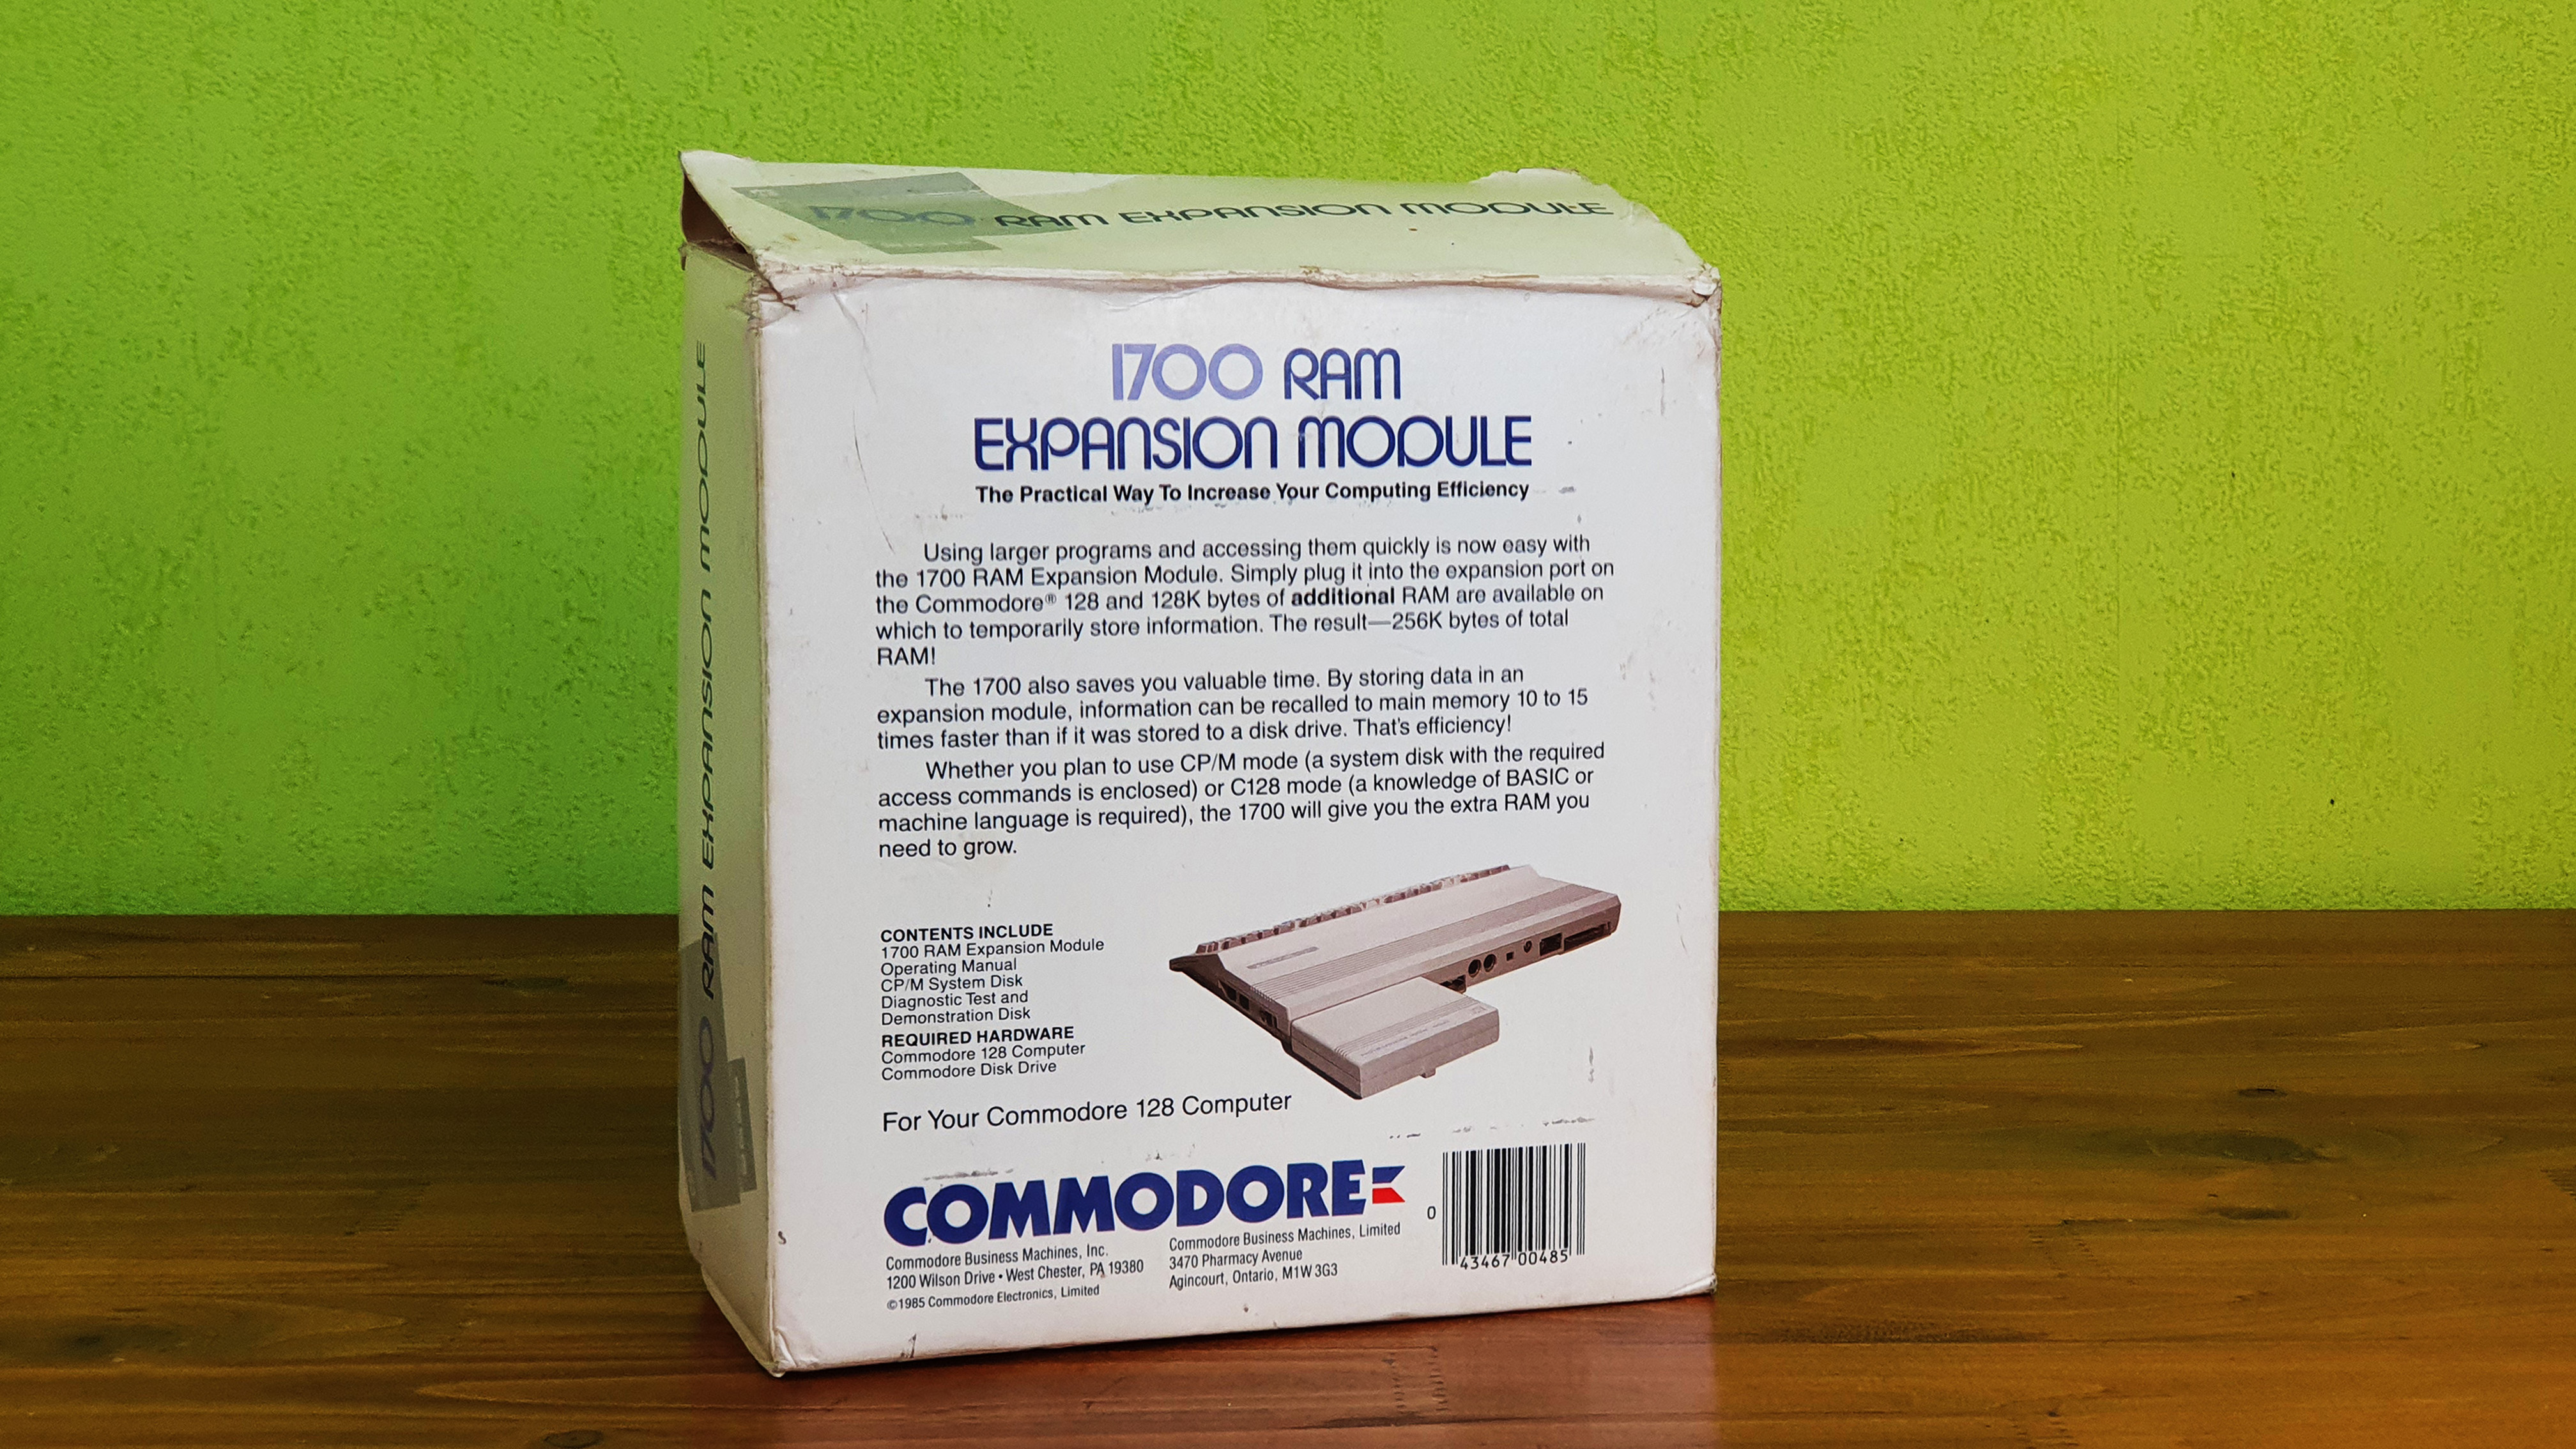 1700 RAM EXPANSION MODULE
1700 RAM EXPANSION MODULE
1700 RAM
EXPANSION MODULE
The Practical Way To Increase Your Computing Efficiency
Using larger programs and accessing them quickly is now easy with
the 1700 RAM Expansion Module. Simply plug it into the expansion port on
the Commodore® 128 and 128K bytes of additional RAM are available on
which to temporarily store information. The result—256K bytes of total
RAM!
The 1700 also saves you valuable time. By storing data in an
expansion module, information can be recalled to main memory 10 to 15
times faster than if it was stored to a disk drive. That's efficiency!
Whether you plan to use CP/M mode (a system disk with the required
access commands is enclosed) or C128 mode (a knowledge of BASIC or
machine language is required), the 1700 will give you the extra RAM you
need to grow.
CONTENTS INCLUDE
1700 RAM Expansion Module
Operating Manual
CP/M System Disk
Diagnostic Test and
Demonstration Disk
REQUIRED HARDWARE
Commodore 128 Computer
Commodore Disk Drive
For Your Commodore 128 Computer
COMMODORE
Commodore Business Machines, Inc.
1200 Wilson Drive • West Chester, PA 19380
©1985 Commodore Electronics, Limited
Commodore Business Machines, Limited
3470 Pharmacy Avenue
Agincourt, Ontario, M1W 3G3
0 43467 00485